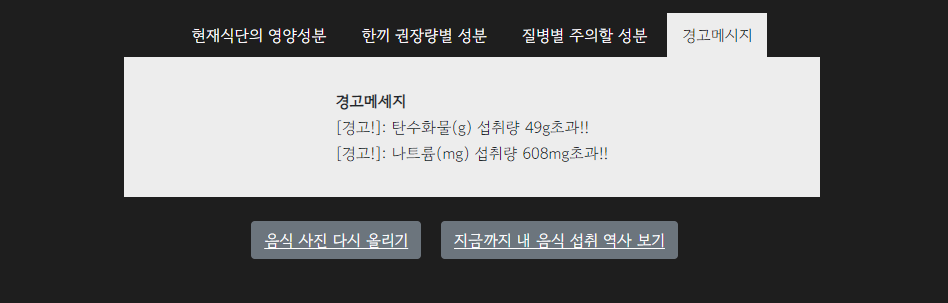 현재식단의 영양성분 한끼 권장량별 성분 질병별 주의할 성분 경고메시지
경고메세지
[경고!]: 탄수화물(g) 섭취량 49g초과!!
[경고!]: 나트륨(mg) 섭취량 608mg초과!!
음식 사진 다시 올리기 지금까지 내 음식 섭취 역사 보기